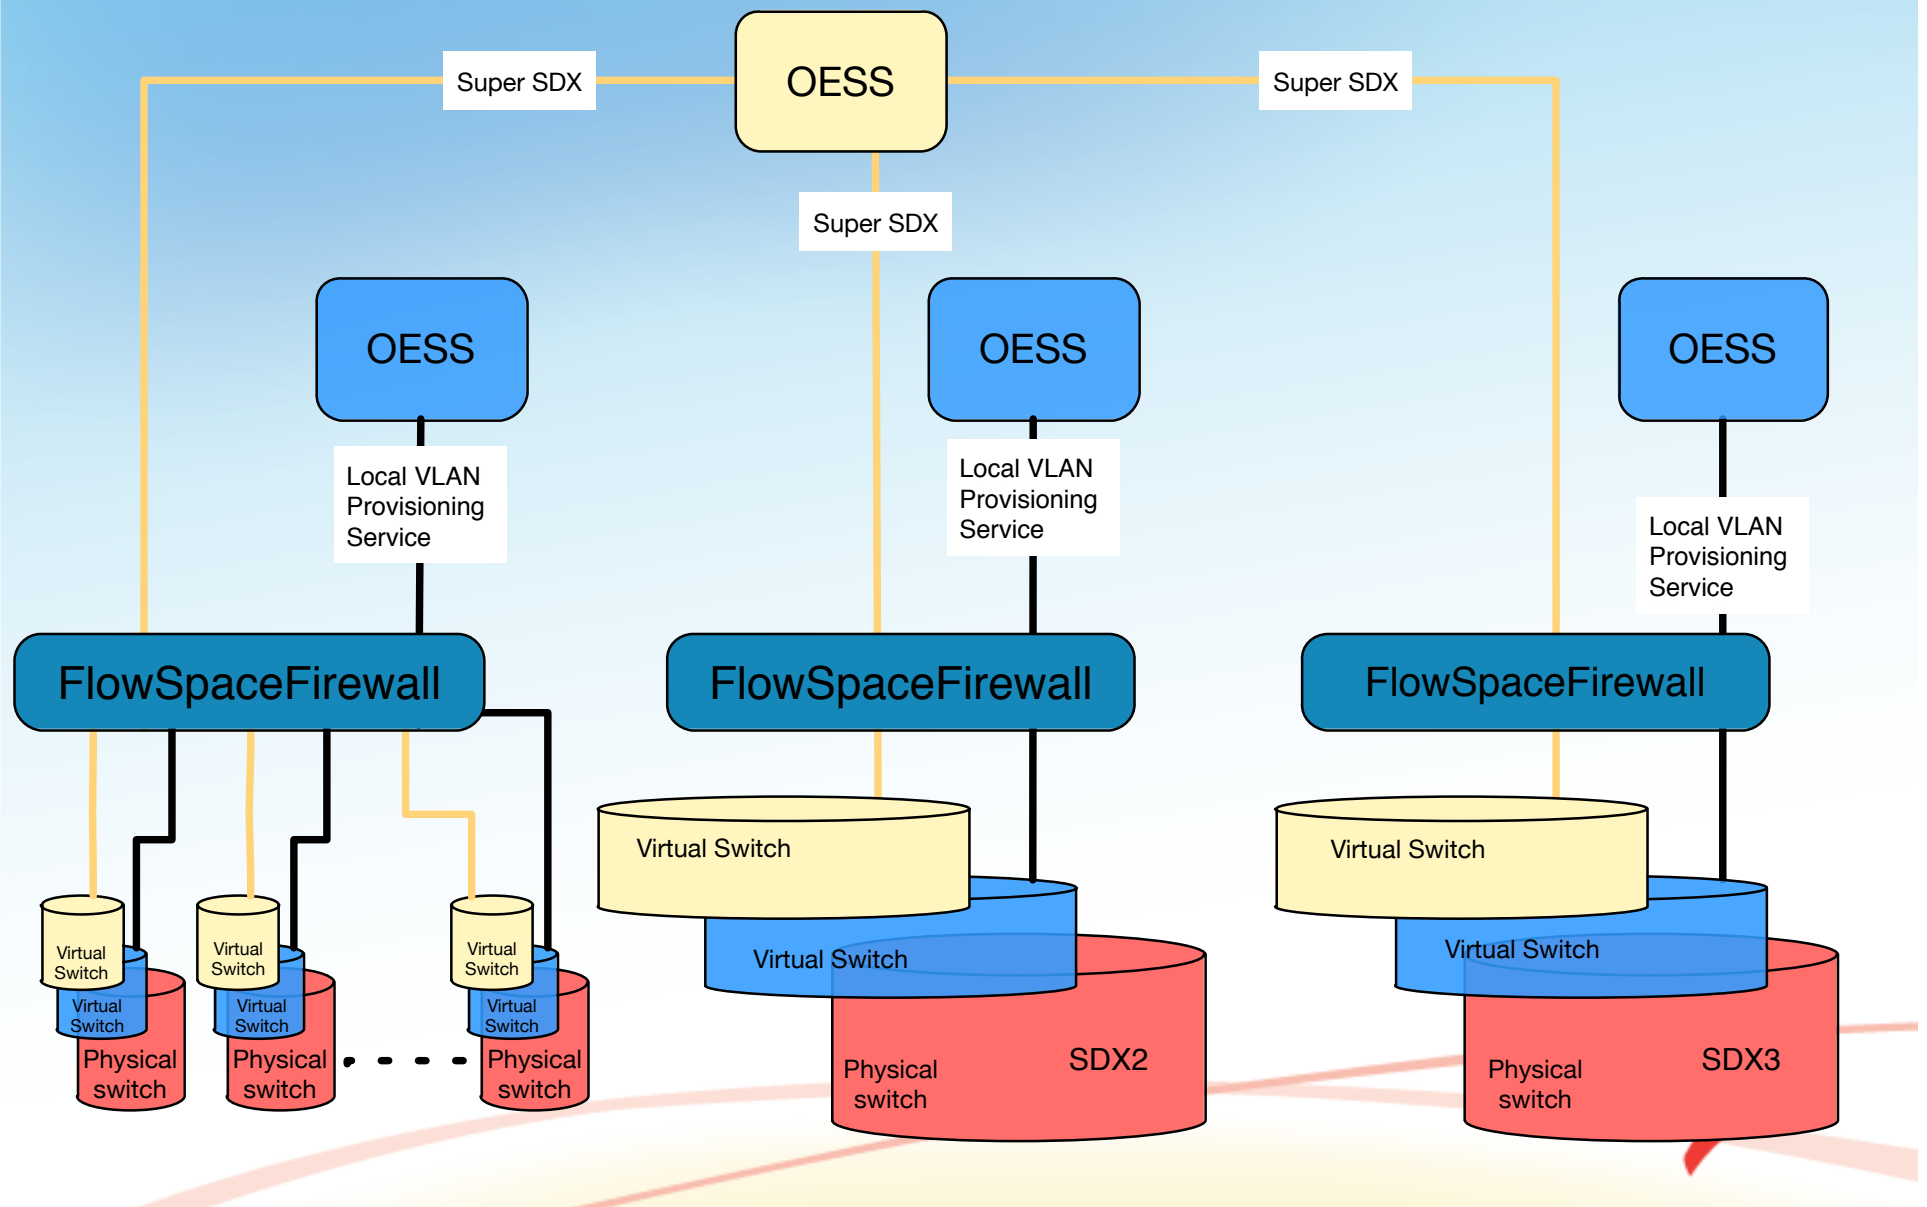 OESS
Super SDX
Super SDX
Super SDX
OESS
OESS
OESS
Local VLAN
Provisioning
Service
Local VLAN
Provisioning
Service
Local VLAN
Provisioning
Service
FlowSpaceFirewall
FlowSpaceFirewall
FlowSpaceFirewall
Virtual
Switch
Virtual
Switch
Physical
switch
Virtual
Switch
Virtual
Switch
Physical
switch
Virtual
Switch
Virtual
Switch
Physical
switch
Virtual Switch
Virtual Switch
Physical
switch
SDX2
Virtual Switch
Virtual Switch
Physical
switch
SDX3